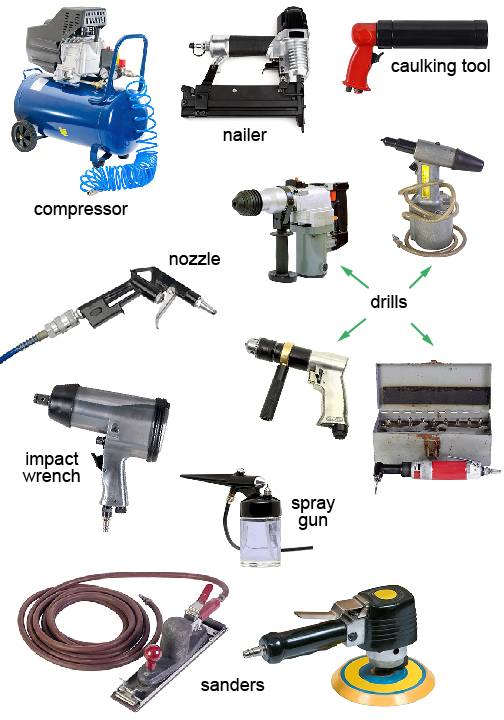 caulking tool
nailer
compressor
nozzle
drills
impact
wrench
spray
gun
sanders